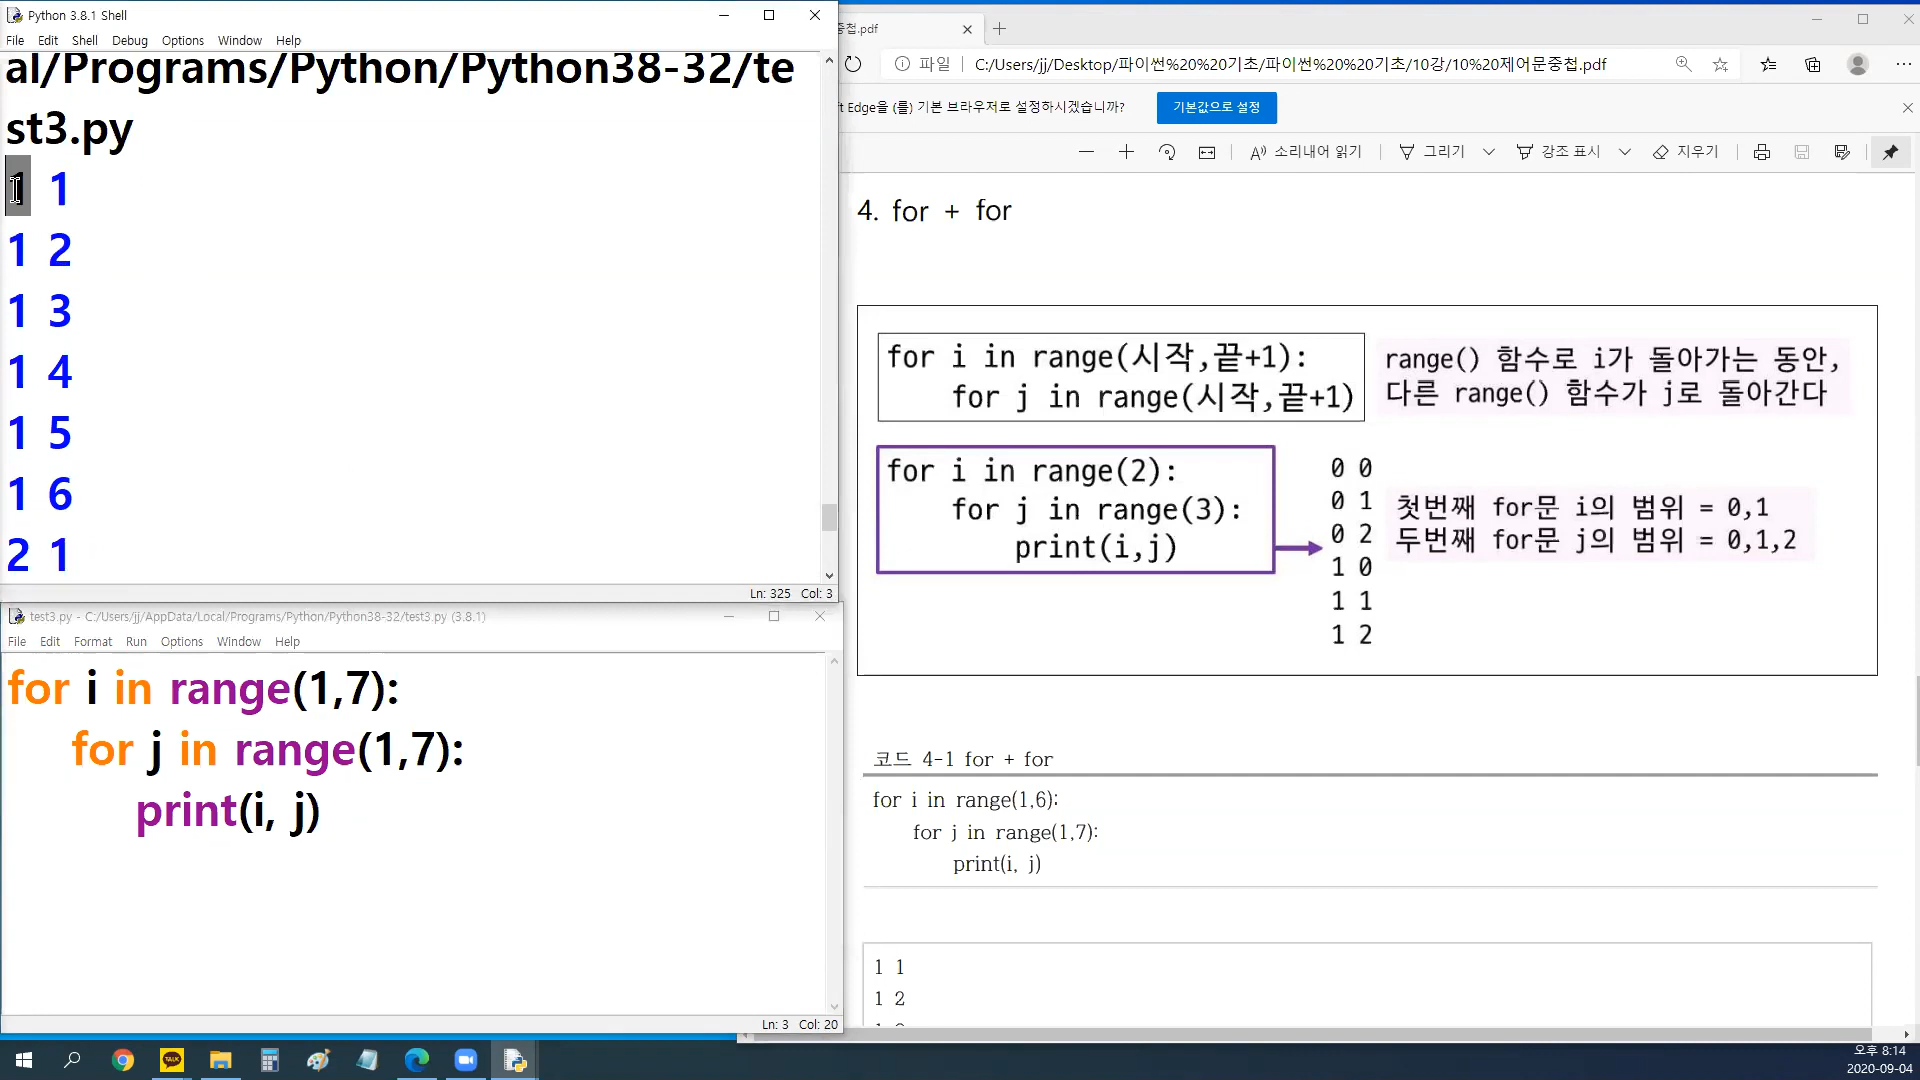 Python 3.8.1 Shell
File Edit Shell Debug Options Window Help
al/Programs/Python/Python38-32/te
st3.py
1 1
1 2
1 3
1 4
1 5
1 6
2 1
Ln: 325 Col: 3
test3.py - C:/Users/jj/AppData/Local/Programs/Python/Python38-32/test3.py (3.8.1)
File Edit Format Run Options Window Help
for i in range(1,7):
for j in range(1,7):
print(i, j)
Ln: 3 Col: 20
중첩.pdf
파일 C:/Users/jj/Desktop/파이썬%20%20기초/파이썬%20%20기초/10강/10%20제어문중첩.pdf
ft Edge을 (를) 기본 브라우저로 설정하시겠습니까?
기본값으로 설정
소리내어 읽기
그리기
강조 표시
지우기
4. for + for
for i in range(시작,끝+1):
for j in range(시작,끝+1)
range() 함수로 i가 돌아가는 동안,
다른 range() 함수가 j로 돌아간다
for i in range(2):
for j in range(3):
print(i,j)
0 0
0 1
0 2
1 0
1 1
1 2
첫번째 for문 i의 범위 = 0,1
두번째 for문 j의 범위 = 0,1,2
코드 4-1 for + for
for i in range(1,6):
for j in range(1,7):
print(i, j)
1 1
1 2
TALK
오후 8:14
2020-09-04